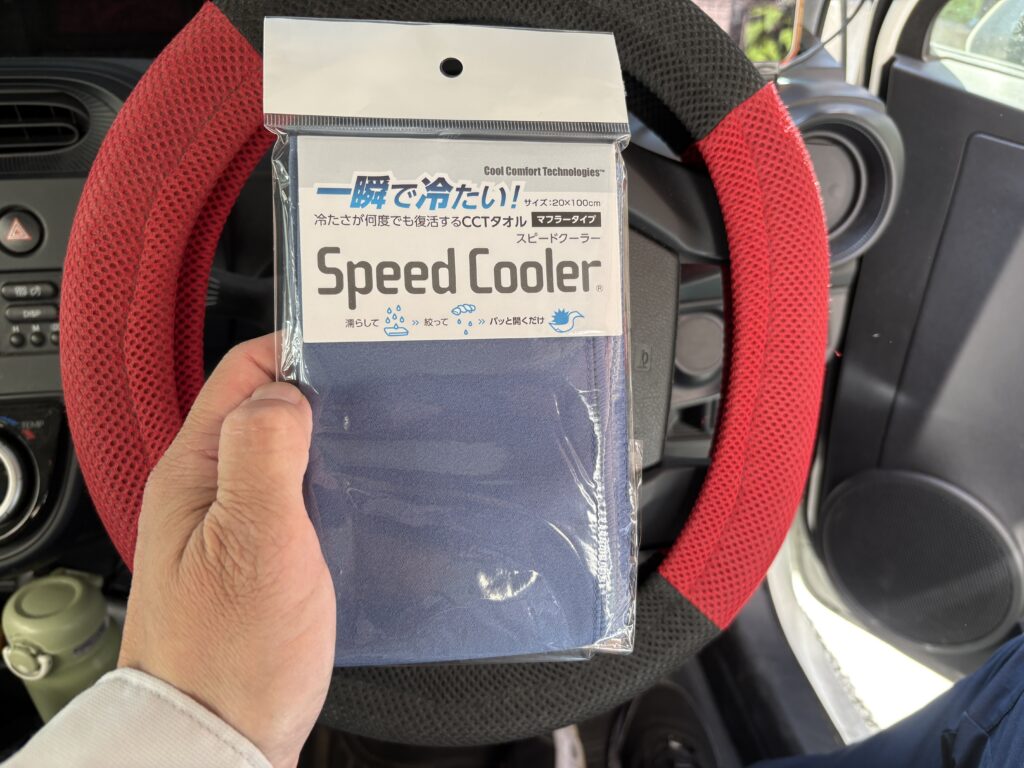 Cool Comfort Technologies™
一瞬で冷たい! サイズ:20×100cm
冷たさが何度でも復活するCCTタオル マフラータイプ
スピードクーラー
Speed Cooler®
濡らして >> 絞って >> パッと開くだけ
DISP
H M
TEMP